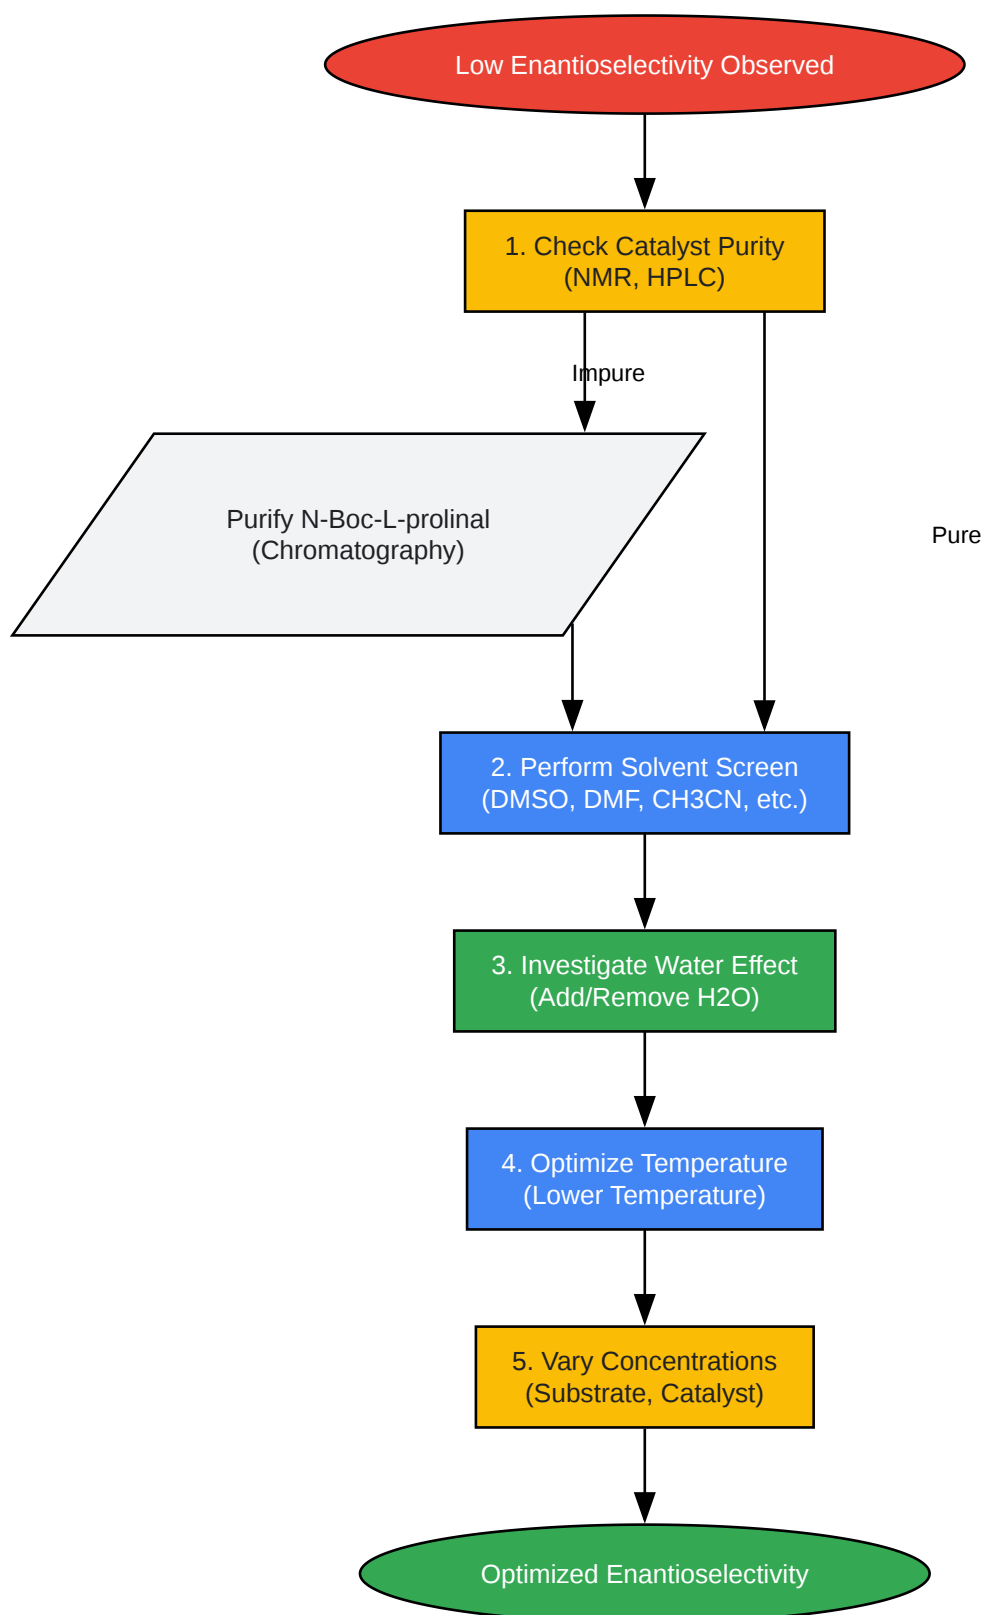 Low Enantioselectivity Observed
1. Check Catalyst Purity
(NMR, HPLC)
Impure
Purify N-Boc-L-prolinal
(Chromatography)
Pure
2. Perform Solvent Screen
(DMSO, DMF, CH3CN, etc.)
3. Investigate Water Effect
(Add/Remove H2O)
4. Optimize Temperature
(Lower Temperature)
5. Vary Concentrations
(Substrate, Catalyst)
Optimized Enantioselectivity